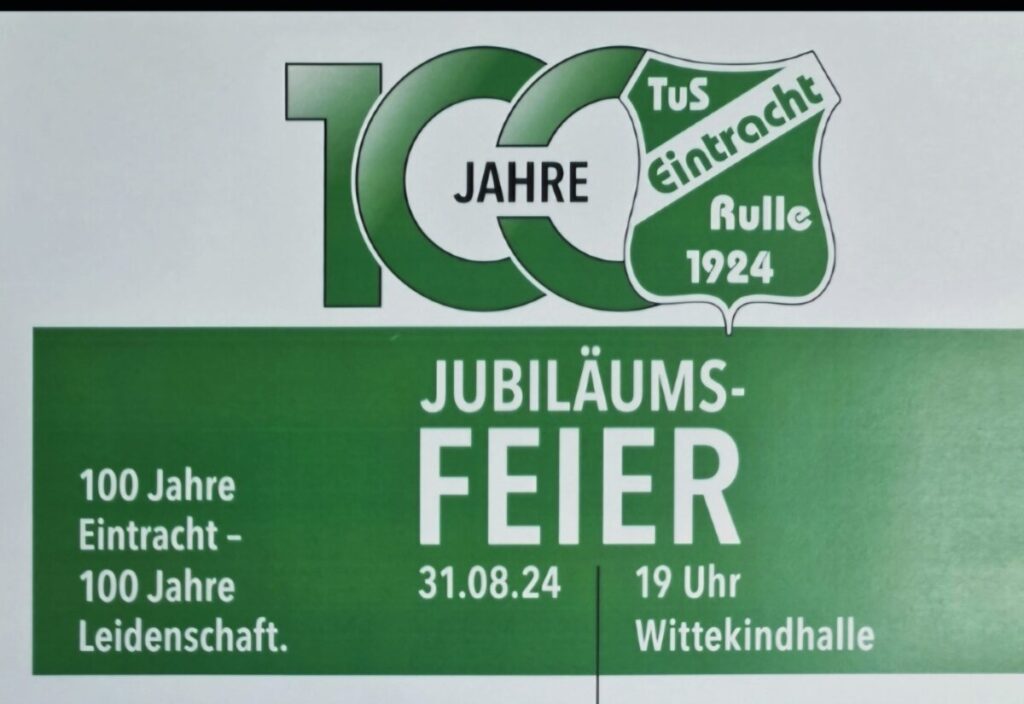 100
JAHRE
TuS
Eintracht
Rulle
1924
JUBILÄUMS-
FEIER
100 Jahre
Eintracht –
100 Jahre
Leidenschaft.
31.08.24
19 Uhr
Wittekindhalle